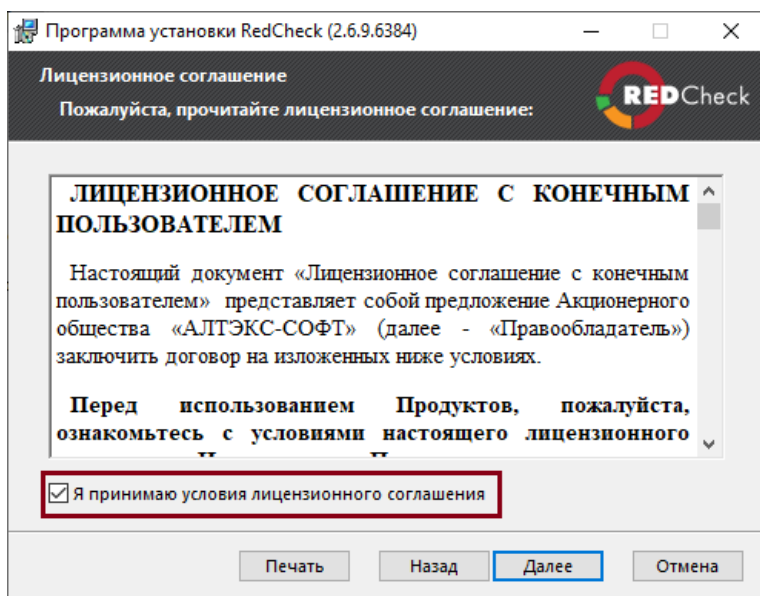 Программа установки RedCheck (2.6.9.6384)
Лицензионное соглашение
Пожалуйста, прочитайте лицензионное соглашение:
REDCheck
ЛИЦЕНЗИОННОЕ СОГЛАШЕНИЕ С КОНЕЧНЫМ
ПОЛЬЗОВАТЕЛЕМ
Настоящий документ «Лицензионное соглашение с конечным
пользователем» представляет собой предложение Акционерного
общества «АЛТЭКС-СОФТ» (далее - «Правообладатель»)
заключить договор на изложенных ниже условиях.
Перед использованием Продуктов, пожалуйста,
ознакомьтесь с условиями настоящего лицензионного
Я принимаю условия лицензионного соглашения
Печать Назад Далее Отмена